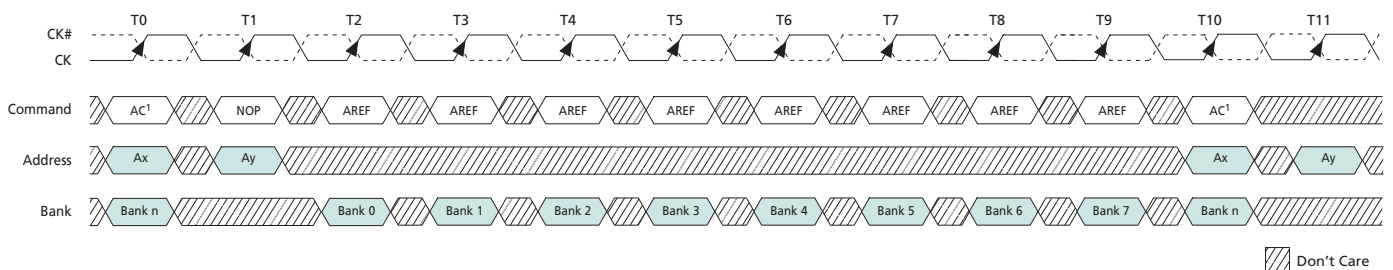 T0 T1 T2 T3 T4 T5 T6 T7 T8 T9 T10 T11
CK#
CK
Command AC¹ NOP AREF AREF AREF AREF AREF AREF AREF AREF AC¹
Address Ax Ay Ax Ay
Bank Bank n Bank 0 Bank 1 Bank 2 Bank 3 Bank 4 Bank 5 Bank 6 Bank 7 Bank n
Don't Care